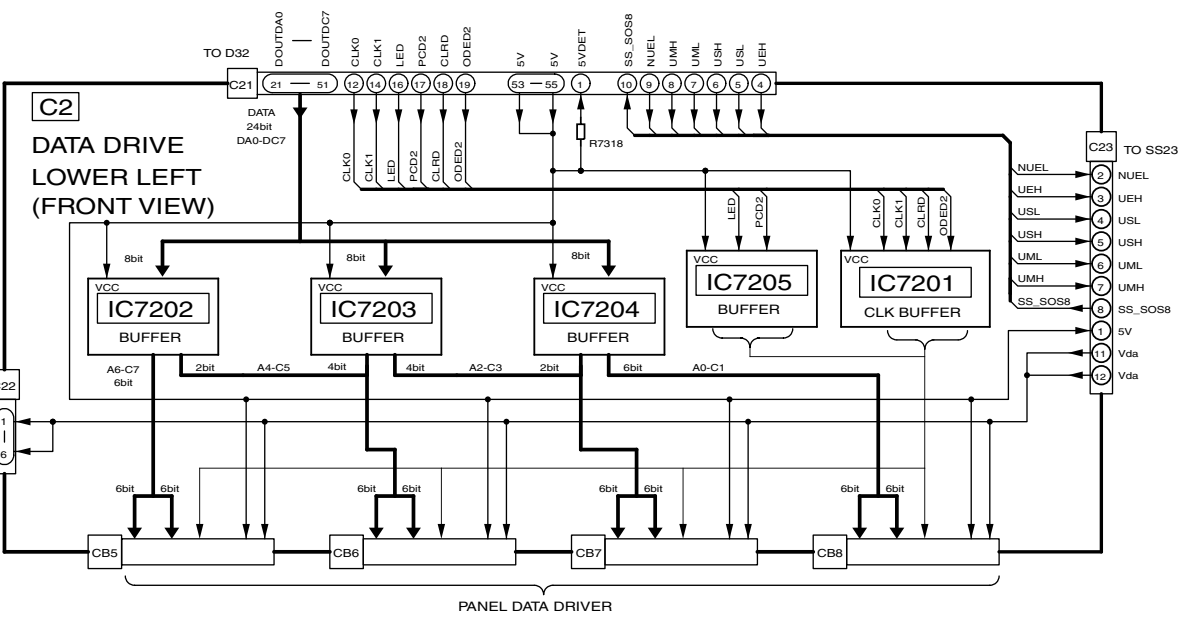 TO D32
DOUTDA0
DOUTDC7
CLK0
CLK1
LED
PCD2
CLRD
ODED2
5V
5V
5VDET
SS_SOS8
NUEL
UMH
UML
USH
USL
UEH
C21
21 51 12 14 16 17 18 19 53 55 1 10 9 8 7 6 5 4
C2
DATA DRIVE
LOWER LEFT
(FRONT VIEW)
DATA
24bit
DA0-DC7
R7318
CLK0
CLK1
LED
PCD2
CLRD
ODED2
LED
PCD2
CLK0
CLK1
CLRD
ODED2
C23
TO SS23
NUEL 2 NUEL
UEH 3 UEH
USL 4 USL
USH 5 USH
UML 6 UML
UMH 7 UMH
SS_SOS8 8 SS_SOS8
1 5V
11 Vda
12 Vda
8bit
8bit
8bit
VCC
IC7202
BUFFER
VCC
IC7203
BUFFER
VCC
IC7204
BUFFER
VCC
IC7205
BUFFER
VCC
IC7201
CLK BUFFER
A6-C7
6bit
2bit A4-C5 4bit
4bit A2-C3 2bit
6bit A0-C1
1
6
6bit 6bit
6bit 6bit
6bit 6bit
6bit 6bit
CB5
CB6
CB7
CB8
PANEL DATA DRIVER